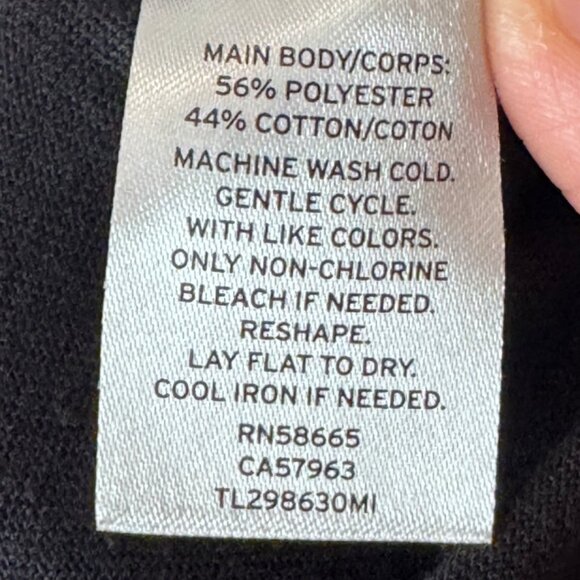 MAIN BODY/CORPS:
56% POLYESTER
44% COTTON/COTON
MACHINE WASH COLD.
GENTLE CYCLE.
WITH LIKE COLORS.
ONLY NON-CHLORINE
BLEACH IF NEEDED.
RESHAPE.
LAY FLAT TO DRY.
COOL IRON IF NEEDED.
RN58665
CA57963
TL298630MI